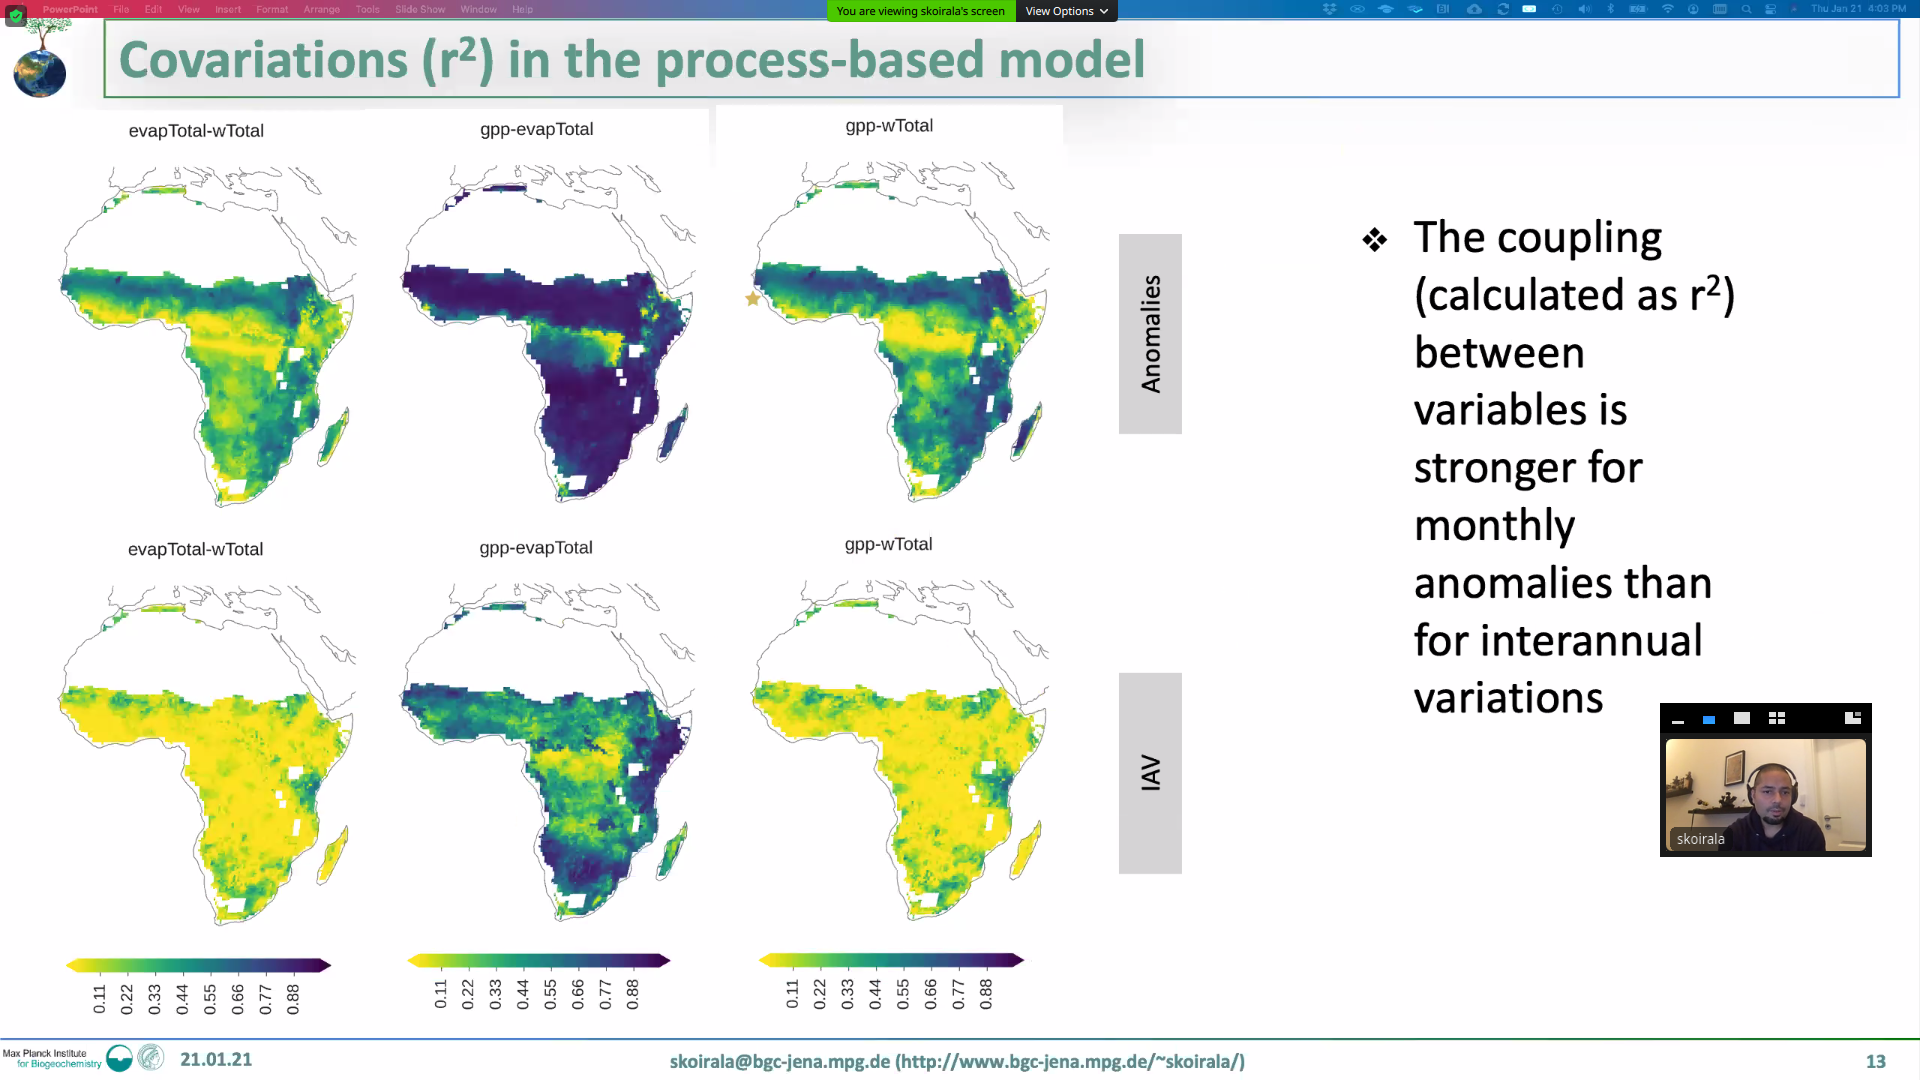 PowerPoint File Edit View Insert Format Arrange Tools Slide Show Window Help
You are viewing skoirala's screen View Options
Thu Jan 21 4:03 PM
Covariations (r²) in the process-based model
evapTotal-wTotal
gpp-evapTotal
gpp-wTotal
Anomalies
evapTotal-wTotal
gpp-evapTotal
gpp-wTotal
IAV
0.11 0.22 0.33 0.44 0.55 0.66 0.77 0.88
0.11 0.22 0.33 0.44 0.55 0.66 0.77 0.88
0.11 0.22 0.33 0.44 0.55 0.66 0.77 0.88
❖ The coupling
(calculated as r²)
between
variables is
stronger for
monthly
anomalies than
for interannual
variations
skoirala
Max Planck Institute
for Biogeochemistry
21.01.21
skoirala@bgc-jena.mpg.de (http://www.bgc-jena.mpg.de/~skoirala/)
13